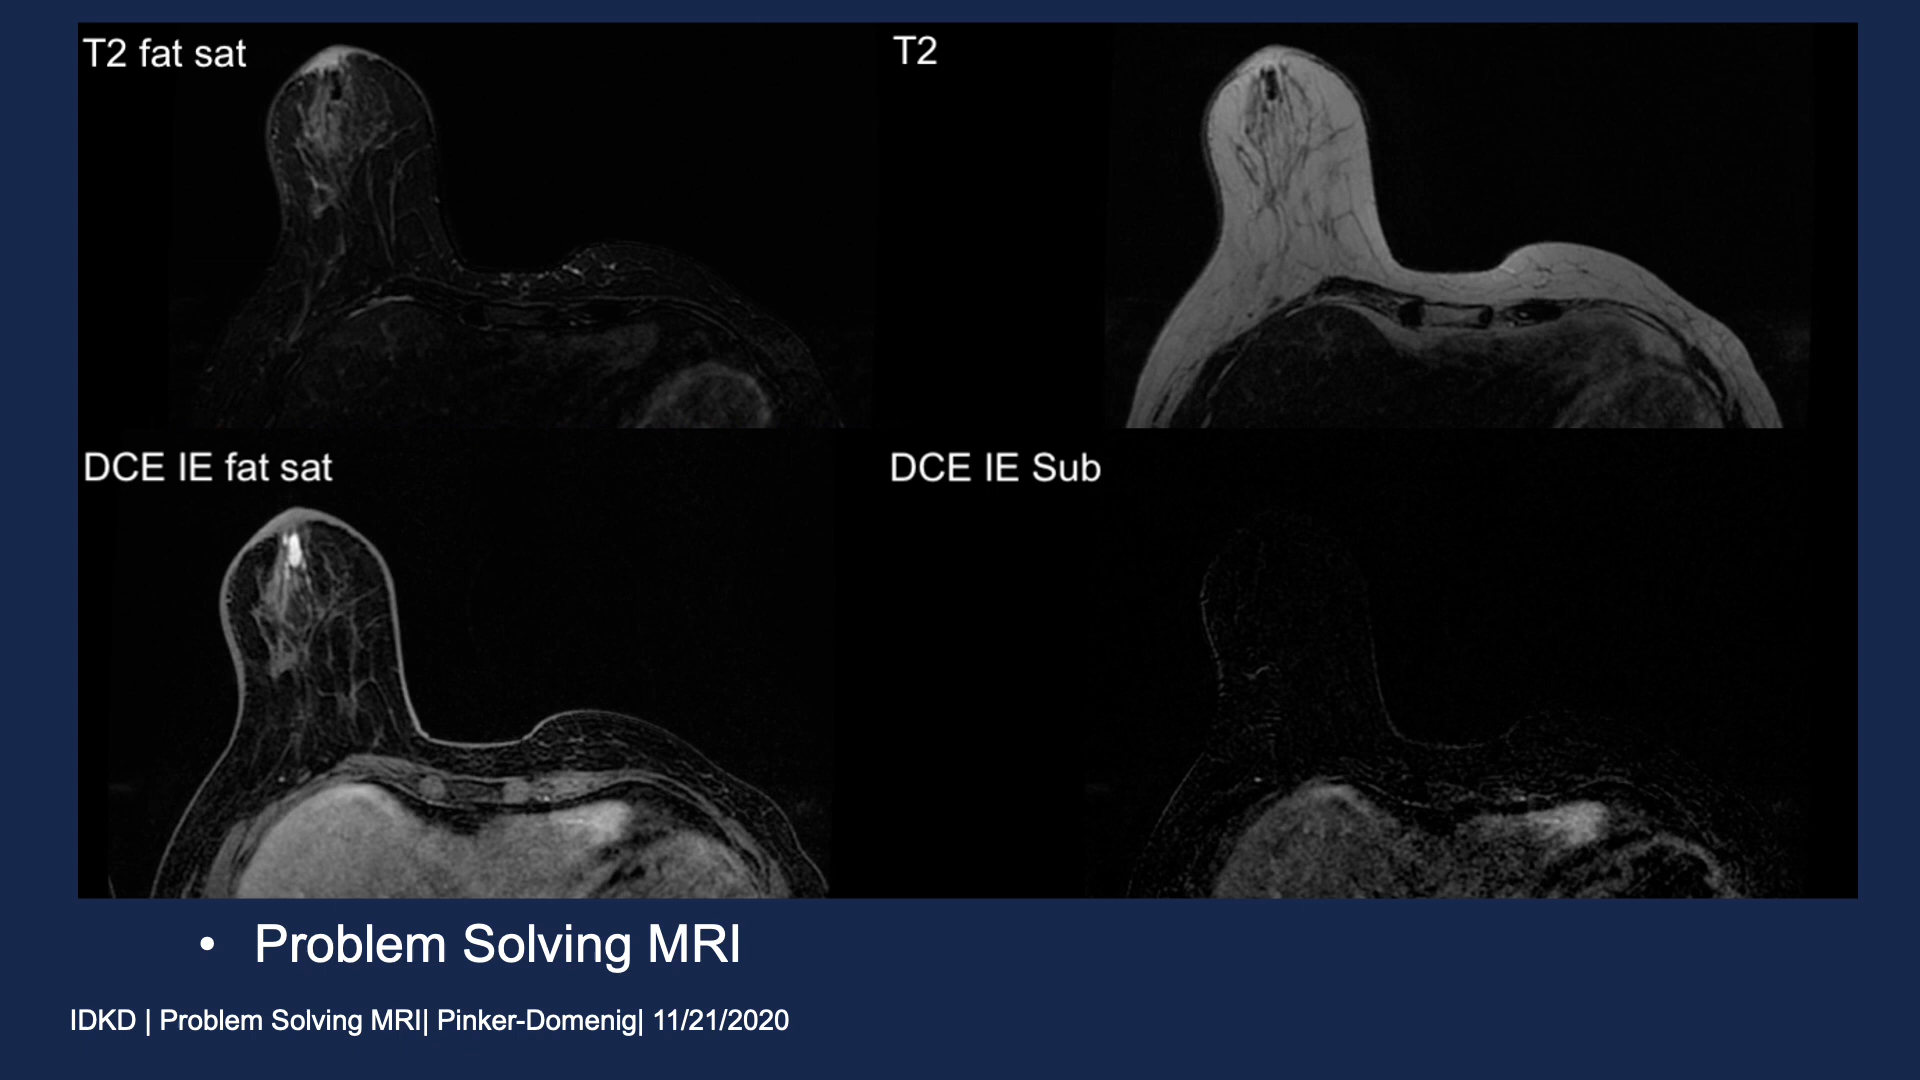 T2 fat sat
T2
DCE IE fat sat
DCE IE Sub
• Problem Solving MRI
IDKD | Problem Solving MRI| Pinker-Domenig| 11/21/2020